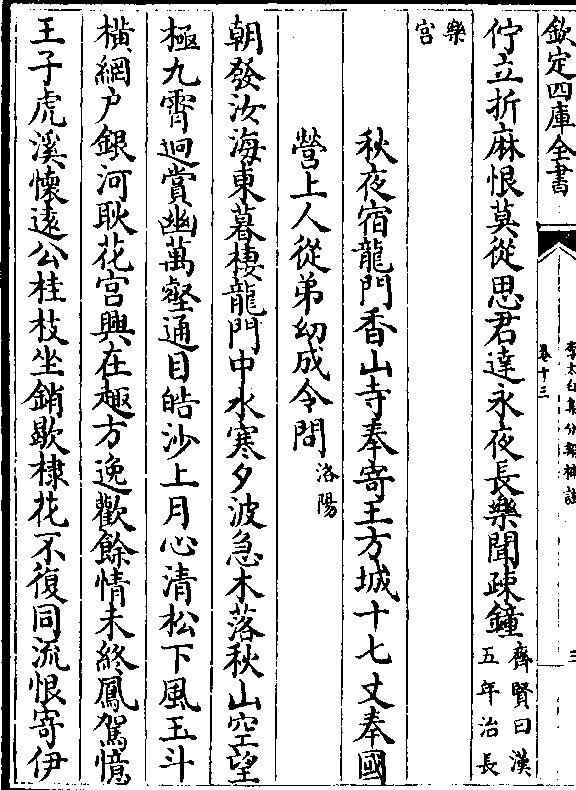 欽定四庫全書
李太白集分類補註
卷十三
三
佇立折麻恨莫從思君達永夜長樂聞疎鐘
齊賢曰漢
五年治長
樂
宮
秋夜宿龍門香山寺奉寄王方城十七丈奉國
營上人從弟幼成令問
洛陽
朝發汝海東暮棲龍門中水寒夕波急木落秋山空望
極九霄迥賞幽萬壑通目皓沙上月心清松下風玉斗
橫網户銀河耿花宮興在趣方逸歡餘情未終鳳駕憶
王子虎溪懷遠公桂枝坐銷歇棣花不復同流恨寄伊